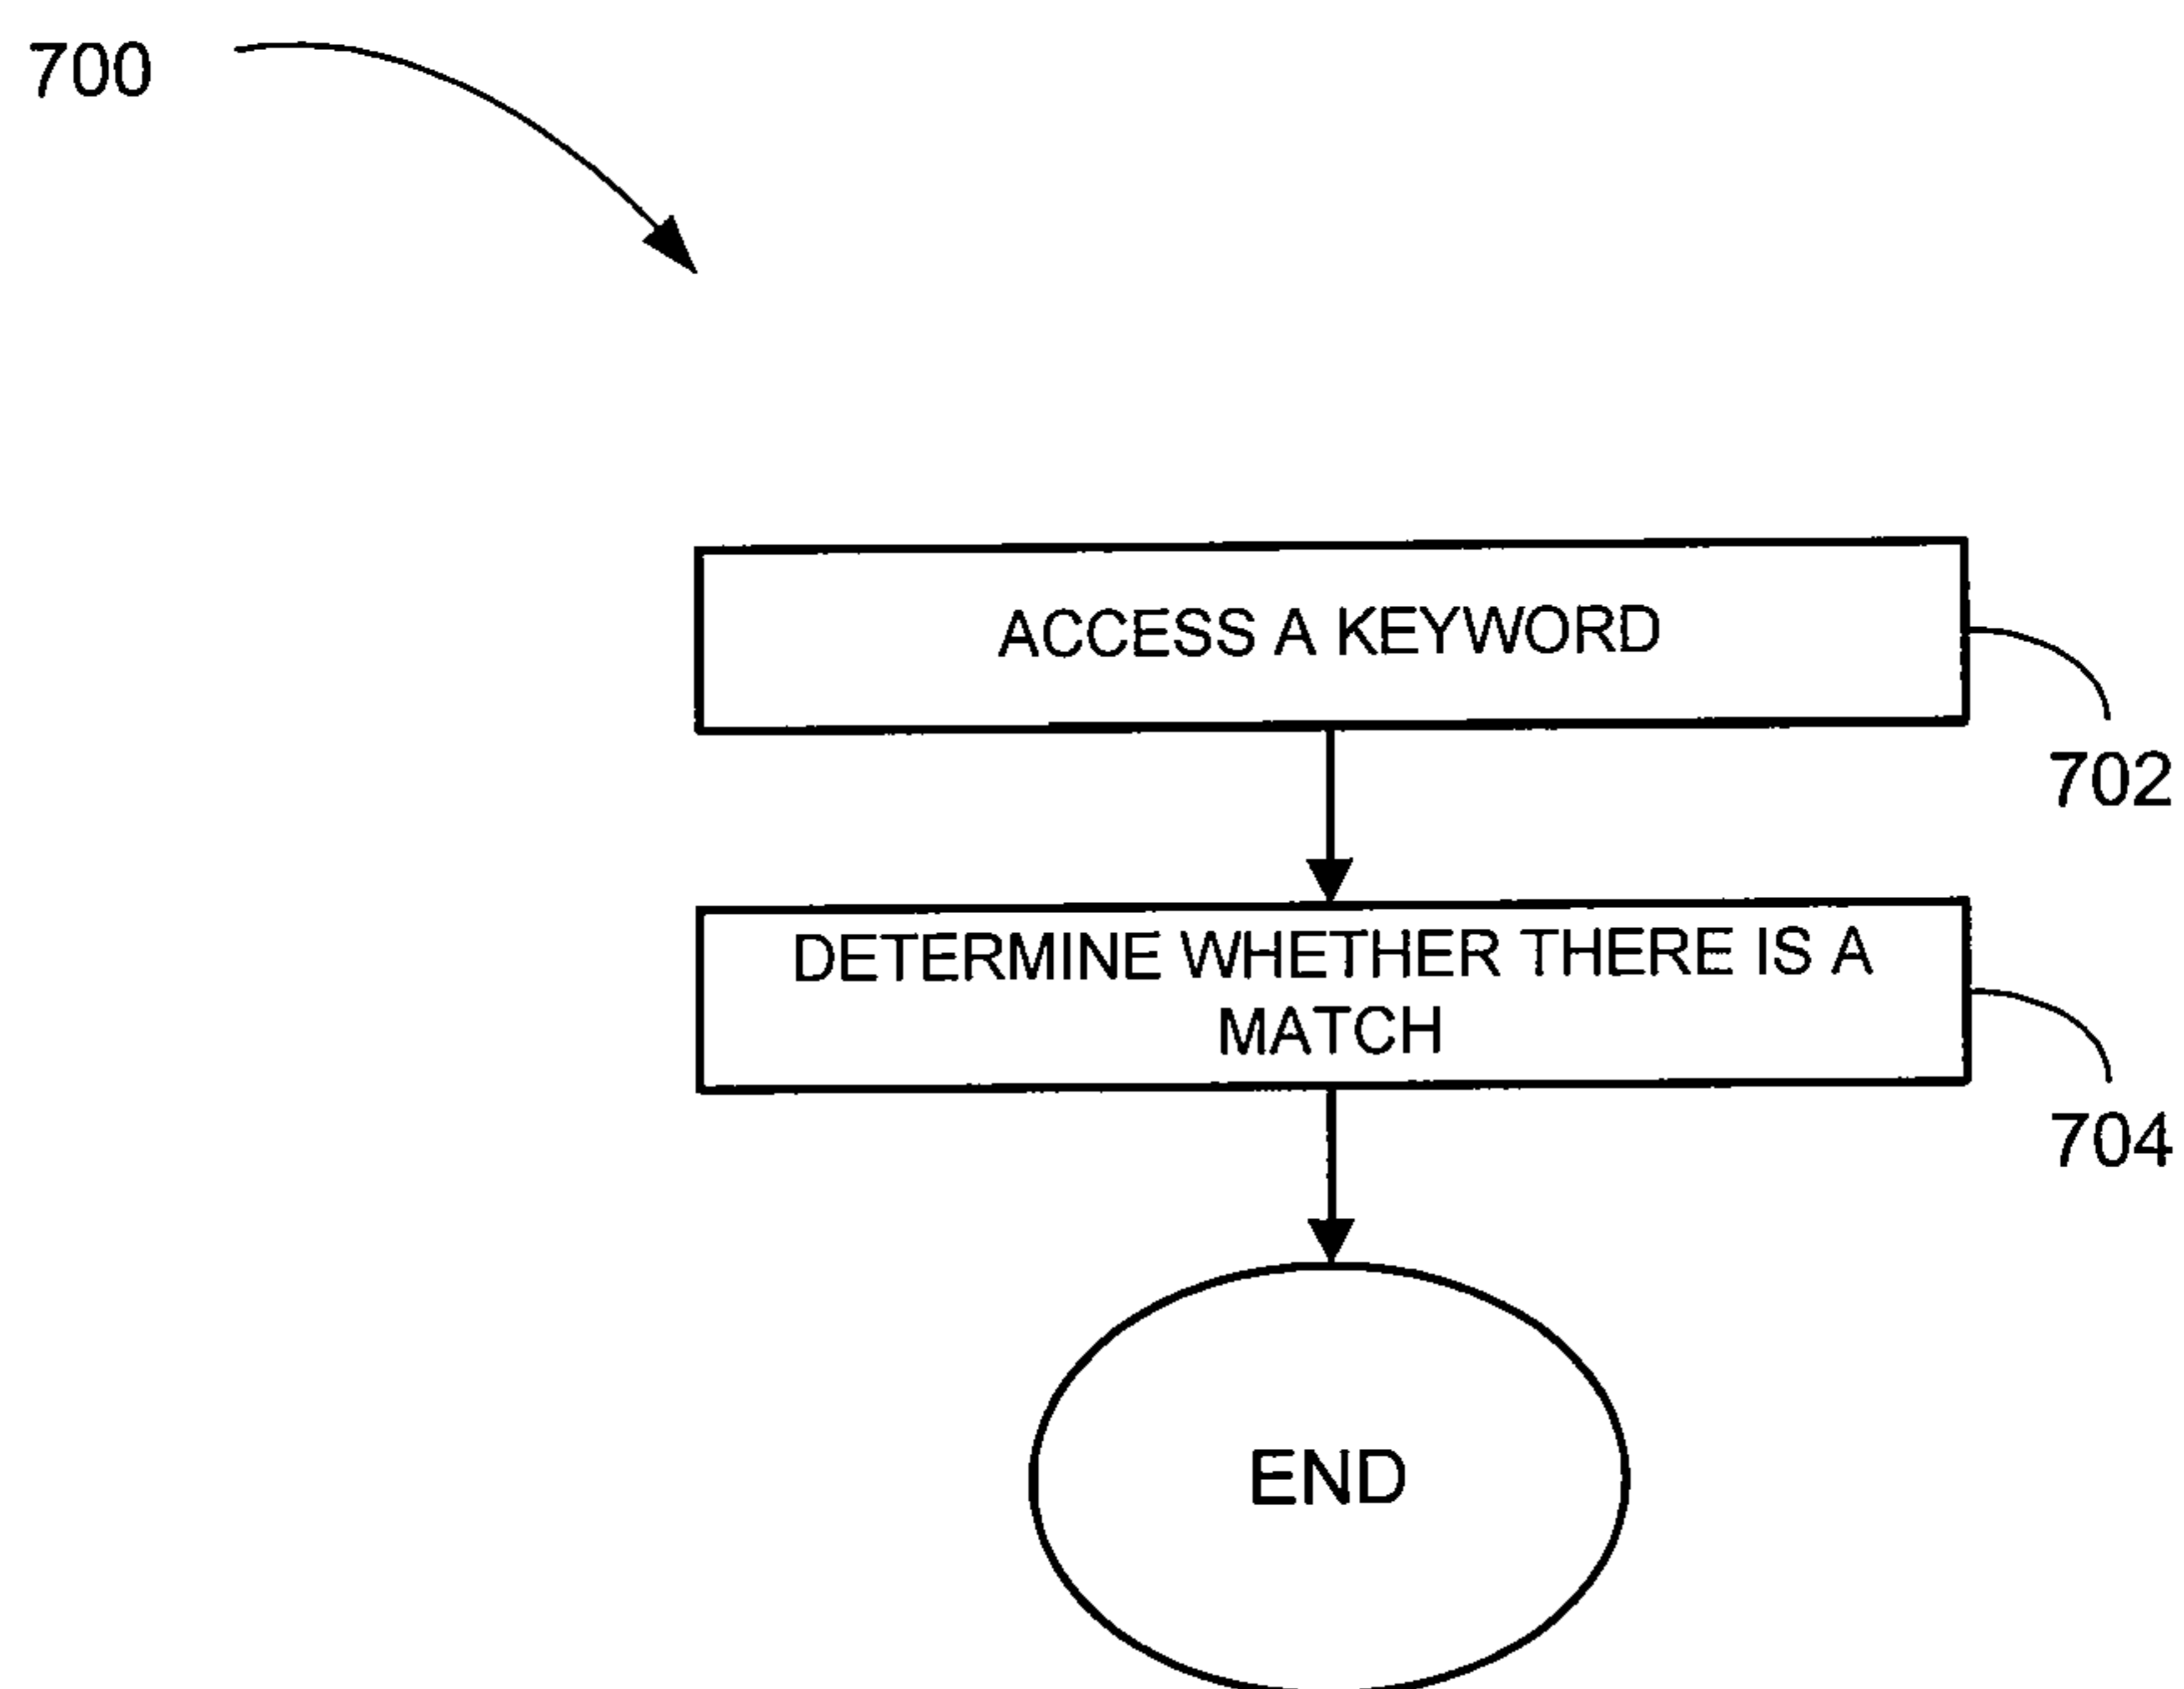 700
ACCESS A KEYWORD
702
DETERMINE WHETHER THERE IS A
MATCH
704
END